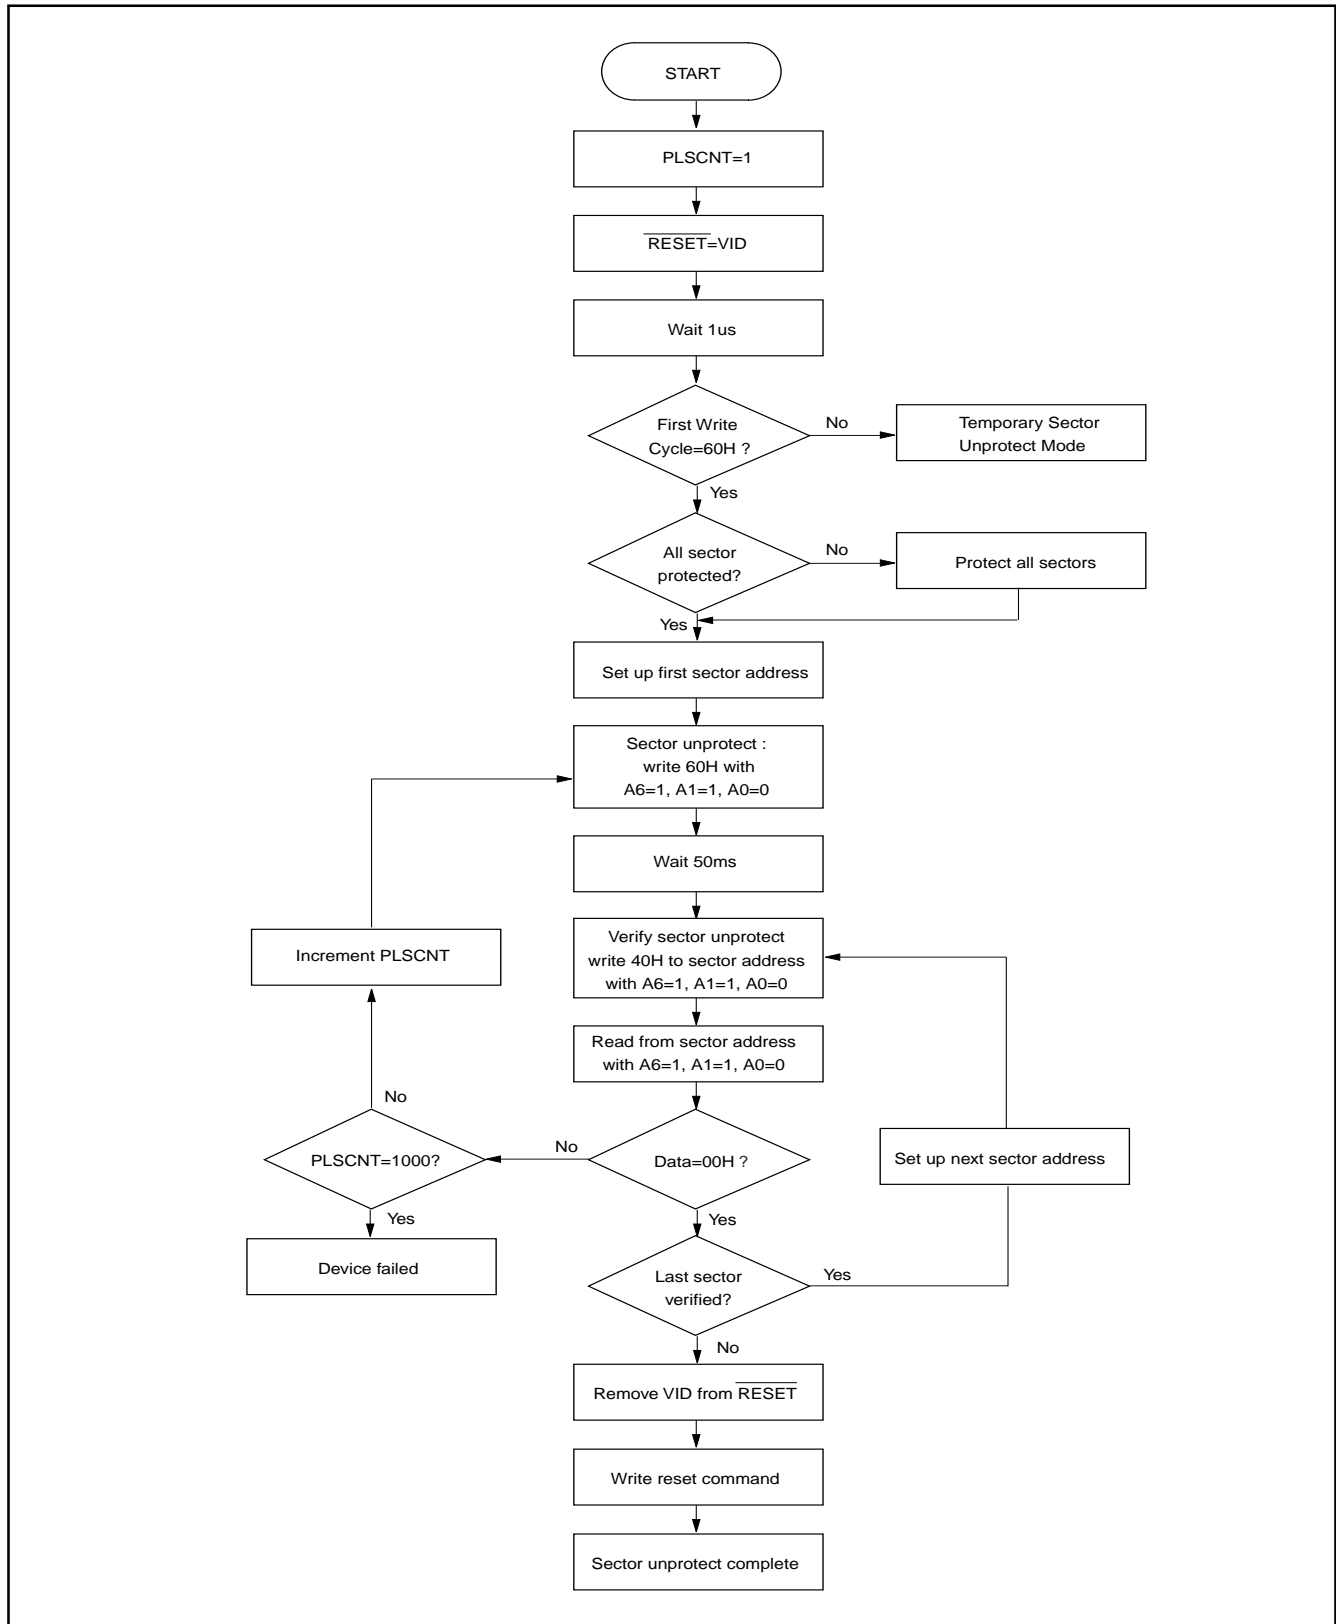 START
PLSCNT=1
RESET=VID
Wait 1us
First Write
Cycle=60H ?
No
Temporary Sector
Unprotect Mode
Yes
All sector
protected?
No
Protect all sectors
Yes
Set up first sector address
Sector unprotect :
write 60H with
A6=1, A1=1, A0=0
Wait 50ms
Increment PLSCNT
Verify sector unprotect
write 40H to sector address
with A6=1, A1=1, A0=0
Read from sector address
with A6=1, A1=1, A0=0
No
PLSCNT=1000?
No
Data=00H ?
Set up next sector address
Yes
Yes
Device failed
Last sector
verified?
Yes
No
Remove VID from RESET
Write reset command
Sector unprotect complete